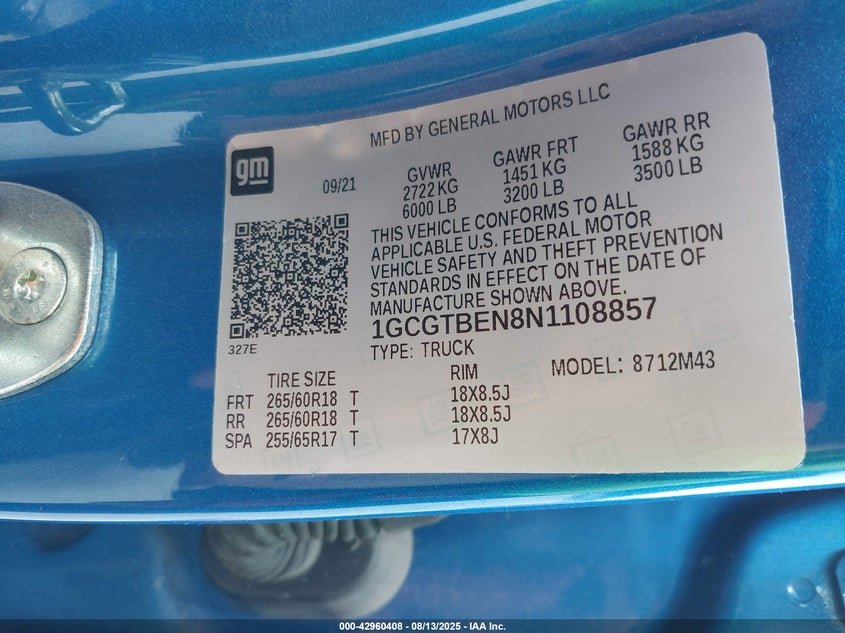 MFD BY GENERAL MOTORS LLC
gm
09/21
GVWR GAWR FRT GAWR RR
2722 KG 1451 KG 1588 KG
6000 LB 3200 LB 3500 LB
THIS VEHICLE CONFORMS TO ALL
APPLICABLE U.S. FEDERAL MOTOR
VEHICLE SAFETY AND THEFT PREVENTION
STANDARDS IN EFFECT ON THE DATE OF
MANUFACTURE SHOWN ABOVE.
1GCGTBEN8N1108857
327E
TYPE: TRUCK
MODEL: 8712M43
TIRE SIZE RIM
FRT 265/60R18 T 18X8.5J
RR 265/60R18 T 18X8.5J
SPA 255/65R17 T 17X8J
GM GM GM GM
000-42960408 - 08/13/2025 - IAA Inc.